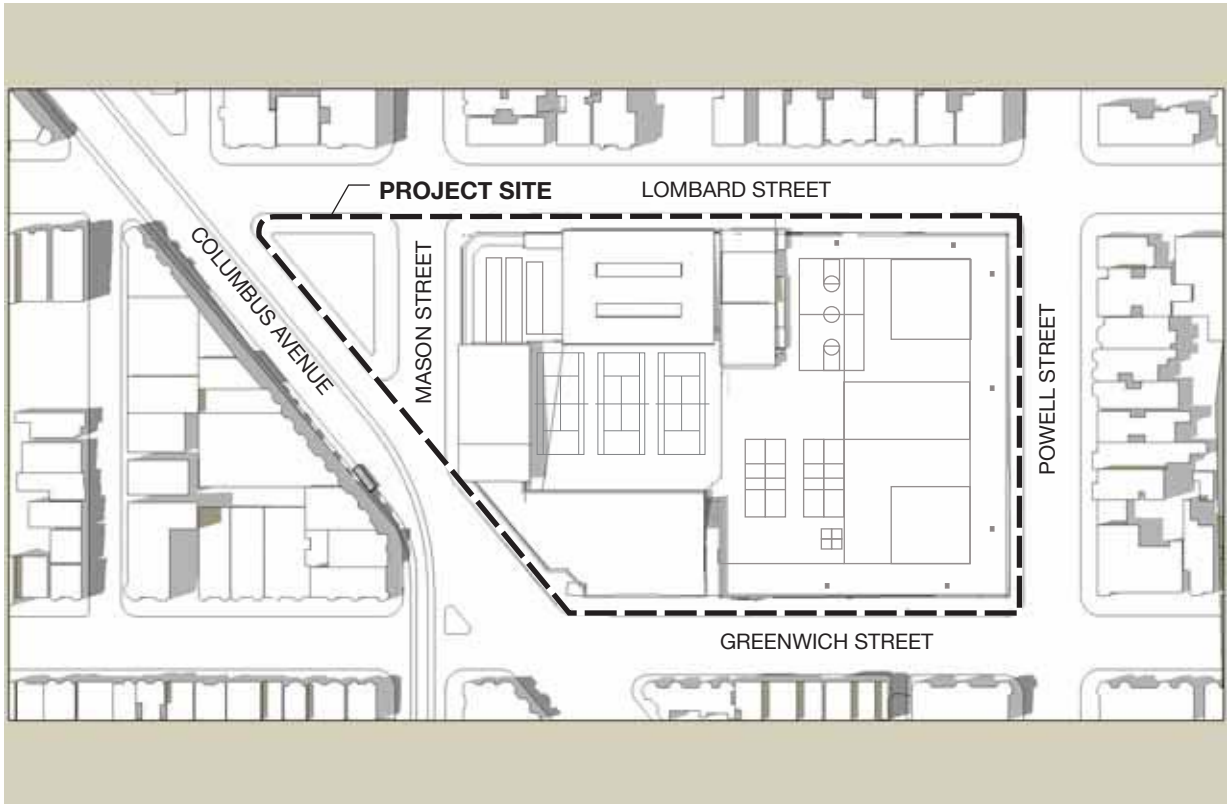 PROJECT SITE
LOMBARD STREET
COLUMBUS AVENUE
MASON STREET
POWELL STREET
GREENWICH STREET